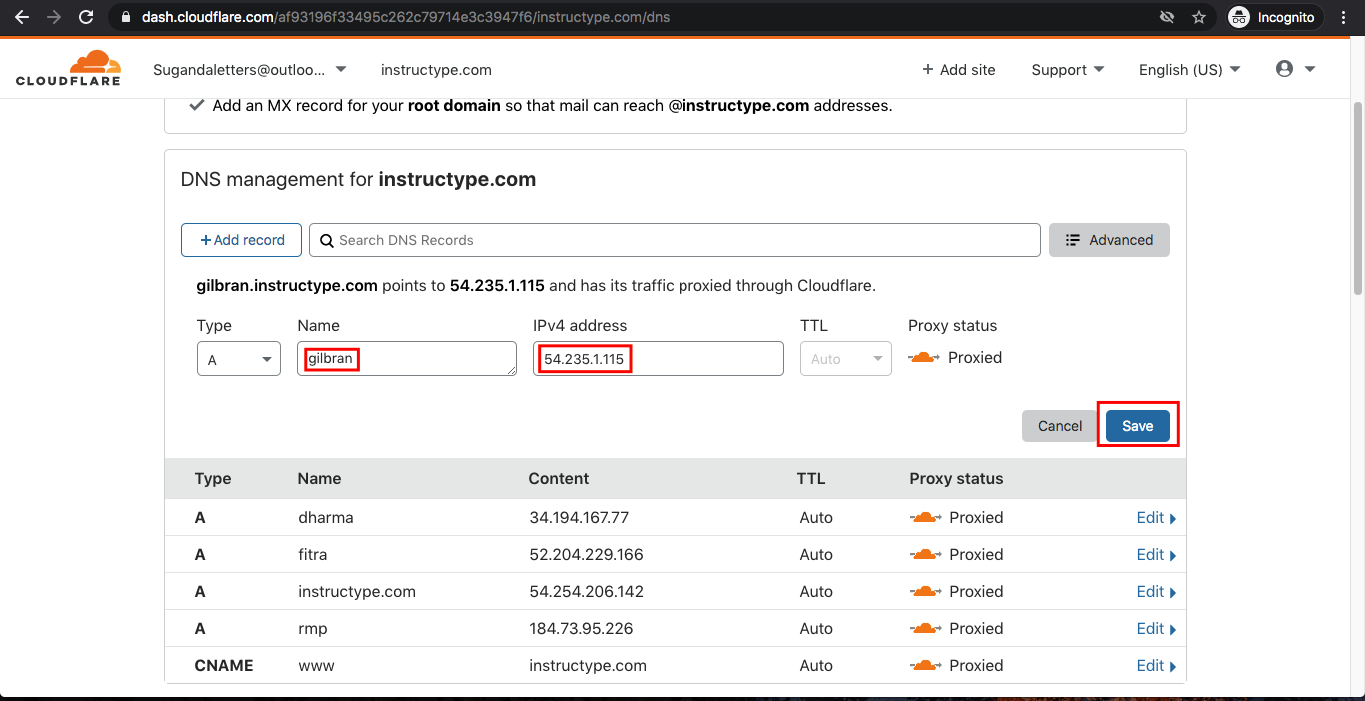 dash.cloudflare.com/af93196f33495c262c79714e3c3947f6/instructype.com/dns Incognito
CLOUDFLARE Sugandaletters@outloo... instructype.com + Add site Support English (US)
Add an MX record for your root domain so that mail can reach @instructype.com addresses.
DNS management for instructype.com
+Add record Search DNS Records Advanced
gilbran.instructype.com points to 54.235.1.115 and has its traffic proxied through Cloudflare.
Type Name IPv4 address TTL Proxy status
A gilbran 54.235.1.115 Auto Proxied
Cancel Save
Type Name Content TTL Proxy status
A dharma 34.194.167.77 Auto Proxied Edit
A fitra 52.204.229.166 Auto Proxied Edit
A instructype.com 54.254.206.142 Auto Proxied Edit
A rmp 184.73.95.226 Auto Proxied Edit
CNAME www instructype.com Auto Proxied Edit